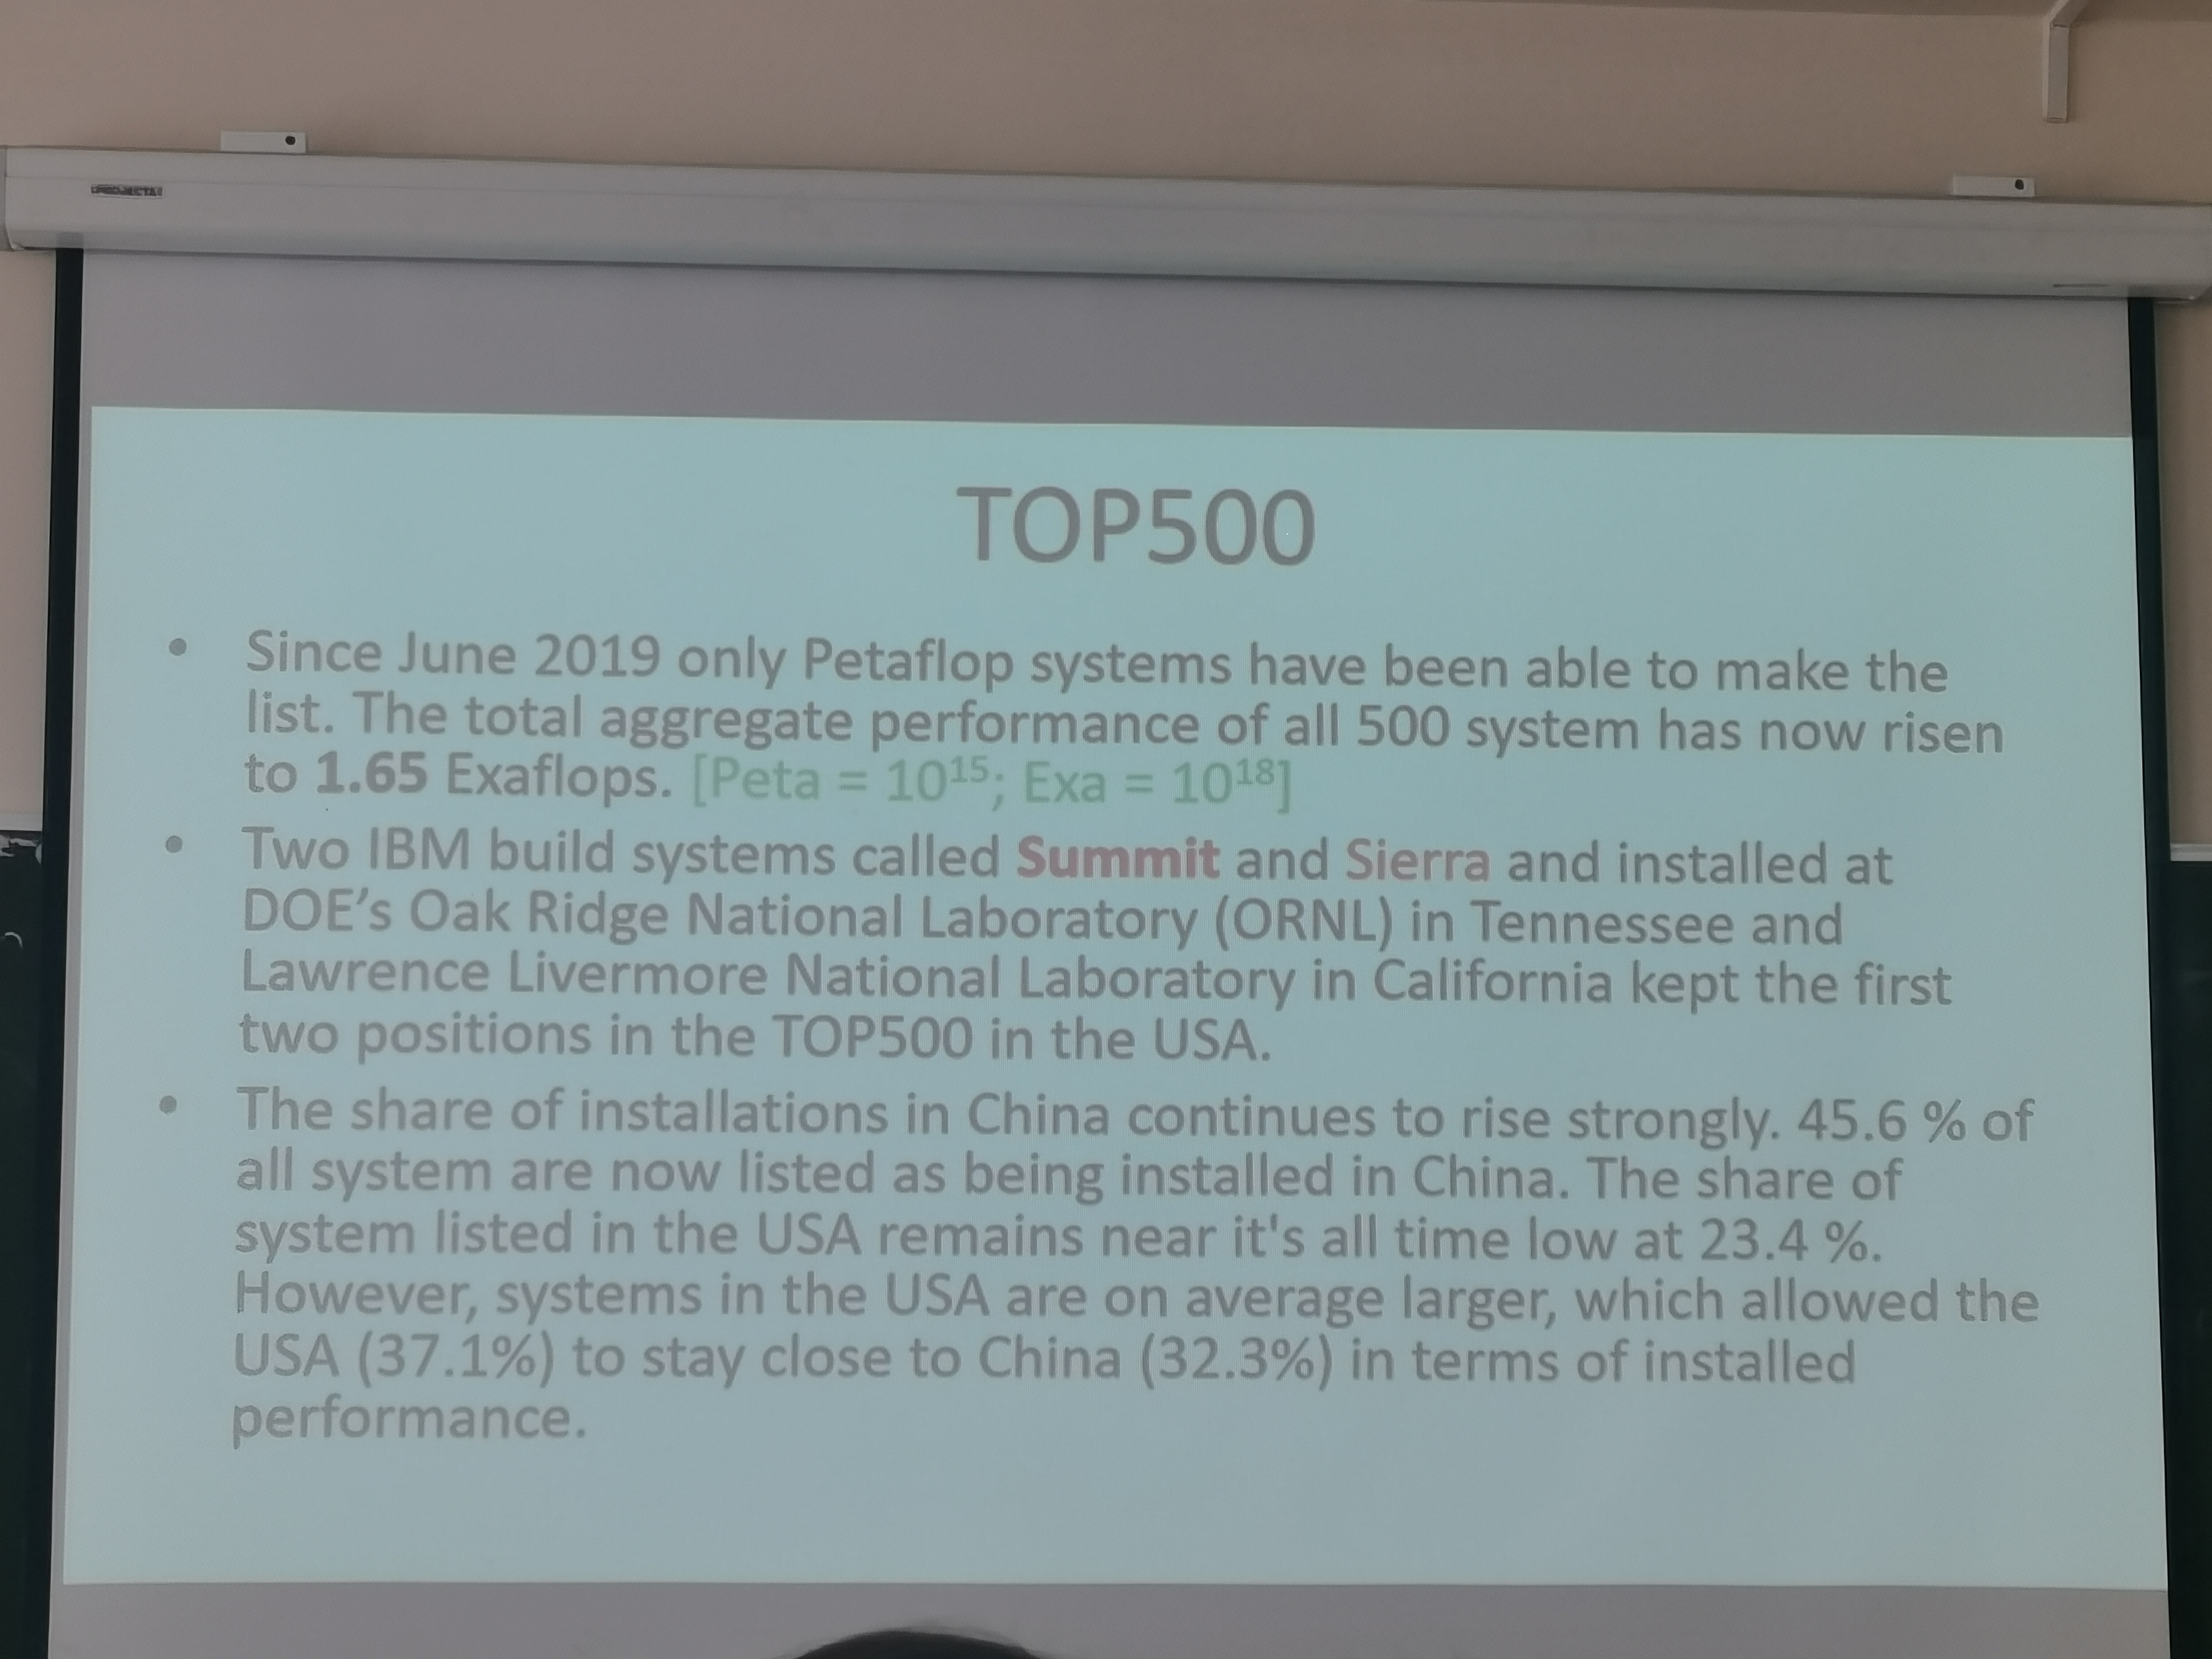 PROJECTA
TOP500
• Since June 2019 only Petaflop systems have been able to make the
list. The total aggregate performance of all 500 system has now risen
to 1.65 Exaflops. [Peta = 10¹⁵; Exa = 10¹⁸]
• Two IBM build systems called Summit and Sierra and installed at
DOE’s Oak Ridge National Laboratory (ORNL) in Tennessee and
Lawrence Livermore National Laboratory in California kept the first
two positions in the TOP500 in the USA.
• The share of installations in China continues to rise strongly. 45.6 % of
all system are now listed as being installed in China. The share of
system listed in the USA remains near it's all time low at 23.4 %.
However, systems in the USA are on average larger, which allowed the
USA (37.1%) to stay close to China (32.3%) in terms of installed
performance.